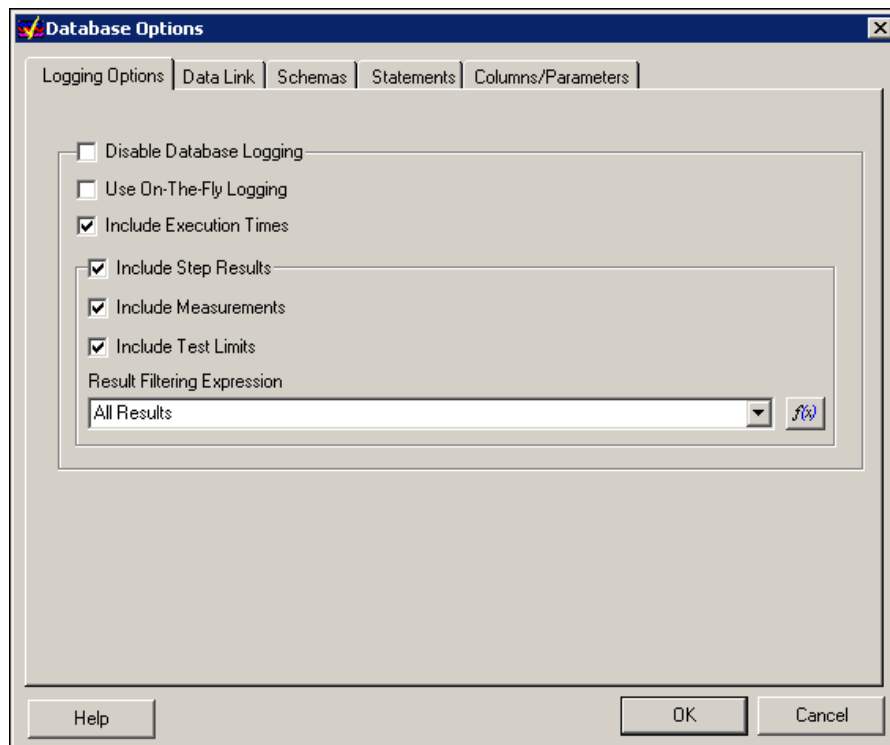 Database Options
Logging Options Data Link Schemas Statements Columns/Parameters
Disable Database Logging
Use On-The-Fly Logging
Include Execution Times
Include Step Results
Include Measurements
Include Test Limits
Result Filtering Expression
All Results f(x)
Help OK Cancel